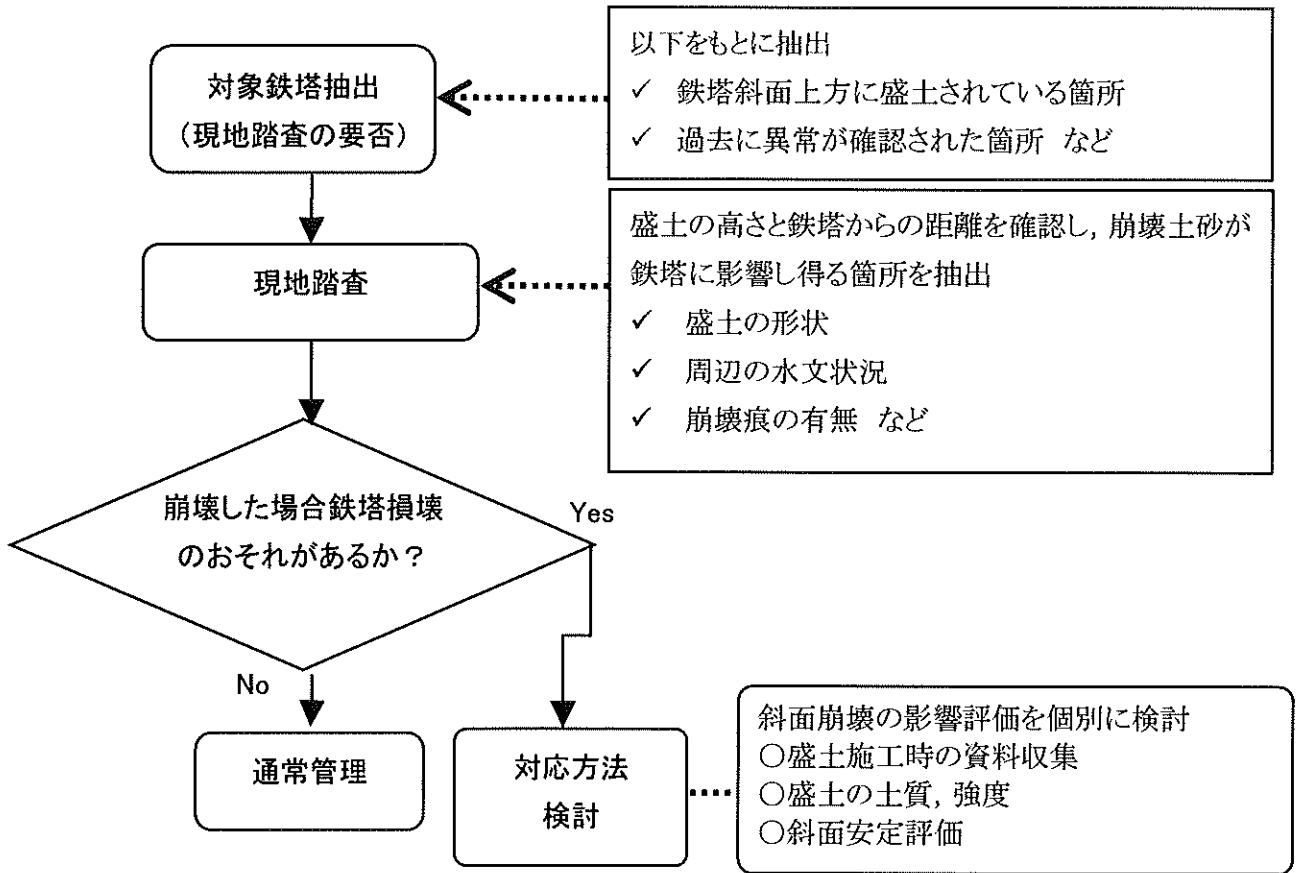 対象鉄塔抽出
（現地踏査の要否）
以下をもとに抽出
✓ 鉄塔斜面上方に盛土されている箇所
✓ 過去に異常が確認された箇所 など
現地踏査
盛土の高さと鉄塔からの距離を確認し，崩壊土砂が
鉄塔に影響し得る箇所を抽出
✓ 盛土の形状
✓ 周辺の水文状況
✓ 崩壊痕の有無 など
崩壊した場合鉄塔損壊
のおそれがあるか？
Yes
No
通常管理
対応方法
検討
斜面崩壊の影響評価を個別に検討
○盛土施工時の資料収集
○盛土の土質，強度
○斜面安定評価